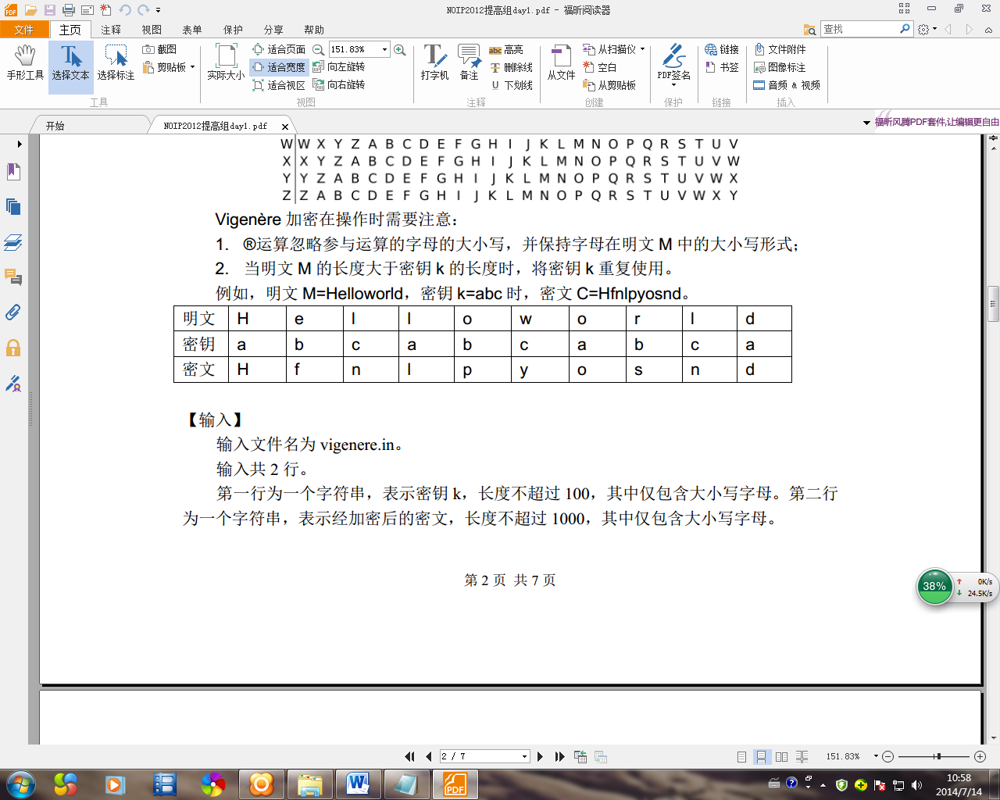 NOIP2012提高组day1.pdf - 福昕阅读器
文件 主页 注释 视图 表单 保护 分享 帮助 查找
手形工具 选择文本 选择标注 截图 剪贴板 工具
实际大小 适合页面 适合宽度 适合视区 151.83% 向左旋转 向右旋转 视图
打字机 备注 高亮 删除线 下划线 注释
从文件 从扫描仪 空白 从剪贴板 创建
PDF签名 保护
链接 书签 链接
文件附件 图像标注 音频 & 视频 插入
开始 NOIP2012提高组day1.pdf 福昕风腾PDF套件,让编辑更自由
W W X Y Z A B C D E F G H I J K L M N O P Q R S T U V
X X Y Z A B C D E F G H I J K L M N O P Q R S T U V W
Y Y Z A B C D E F G H I J K L M N O P Q R S T U V W X
Z Z A B C D E F G H I J K L M N O P Q R S T U V W X Y
Vigenère 加密在操作时需要注意：
1. ®运算忽略参与运算的字母的大小写，并保持字母在明文 M 中的大小写形式；
2. 当明文 M 的长度大于密钥 k 的长度时，将密钥 k 重复使用。
例如，明文 M=Helloworld，密钥 k=abc 时，密文 C=Hfnlpyosnd。
明文 H e l l o w o r l d
密钥 a b c a b c a b c a
密文 H f n l p y o s n d
【输入】
输入文件名为 vigenere.in。
输入共 2 行。
第一行为一个字符串，表示密钥 k，长度不超过 100，其中仅包含大小写字母。第二行
为一个字符串，表示经加密后的密文，长度不超过 1000，其中仅包含大小写字母。
第 2 页 共 7 页
38% 0K/s
24.5K/s
2 / 7 151.83%
10:58
2014/7/14